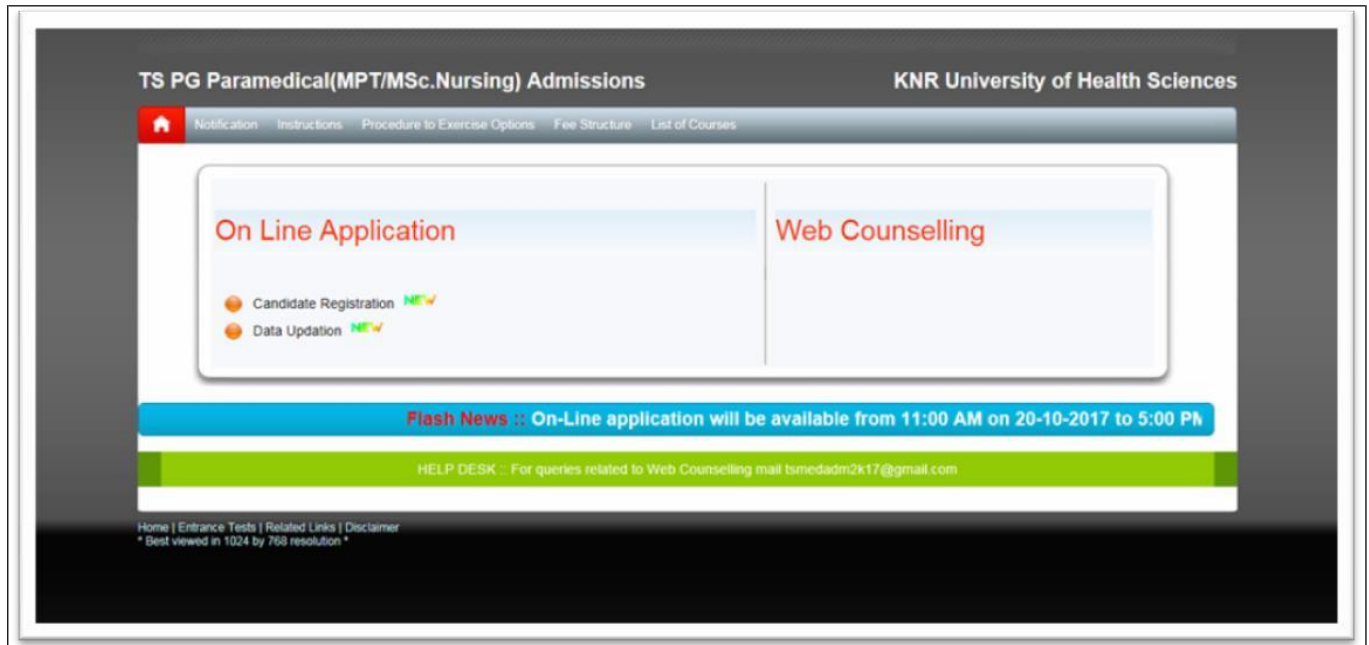 TS PG Paramedical(MPT/MSc.Nursing) Admissions
KNR University of Health Sciences
Notification Instructions Procedure to Exercise Options Fee Structure List of Courses
On Line Application
Candidate Registration NEW
Data Updation NEW
Web Counselling
Flash News :: On-Line application will be available from 11:00 AM on 20-10-2017 to 5:00 PM
HELP DESK :: For queries related to Web Counselling mail tsmedadm2k17@gmail.com
Home | Entrance Tests | Related Links | Disclaimer
* Best viewed in 1024 by 768 resolution *